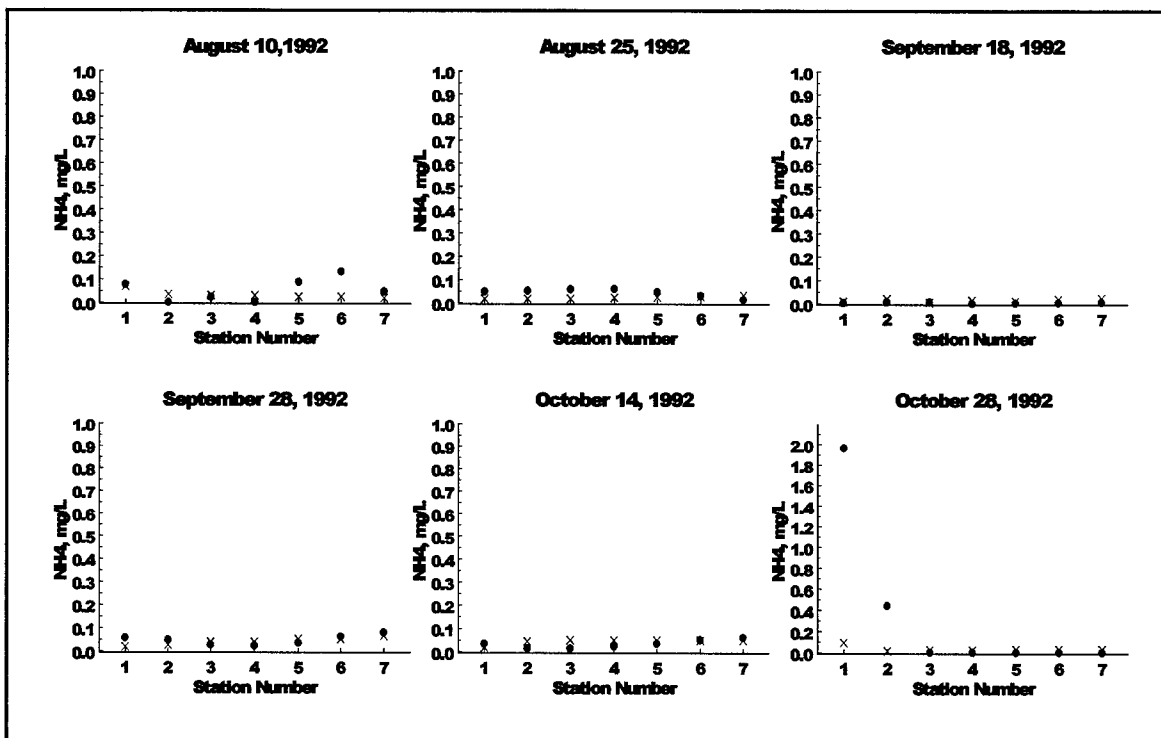 August 10,1992
1.0
0.9
0.8
0.7
0.6
0.5
0.4
0.3
0.2
0.1
0.0
NH4, mg/L
1 2 3 4 5 6 7
Station Number
August 25, 1992
1.0
0.9
0.8
0.7
0.6
0.5
0.4
0.3
0.2
0.1
0.0
NH4, mg/L
1 2 3 4 5 6 7
Station Number
September 18, 1992
1.0
0.9
0.8
0.7
0.6
0.5
0.4
0.3
0.2
0.1
0.0
NH4, mg/L
1 2 3 4 5 6 7
Station Number
September 28, 1992
1.0
0.9
0.8
0.7
0.6
0.5
0.4
0.3
0.2
0.1
0.0
NH4, mg/L
1 2 3 4 5 6 7
Station Number
October 14, 1992
1.0
0.9
0.8
0.7
0.6
0.5
0.4
0.3
0.2
0.1
0.0
NH4, mg/L
1 2 3 4 5 6 7
Station Number
October 28, 1992
2.0
1.8
1.6
1.4
1.2
1.0
0.8
0.6
0.4
0.2
0.0
NH4, mg/L
1 2 3 4 5 6 7
Station Number